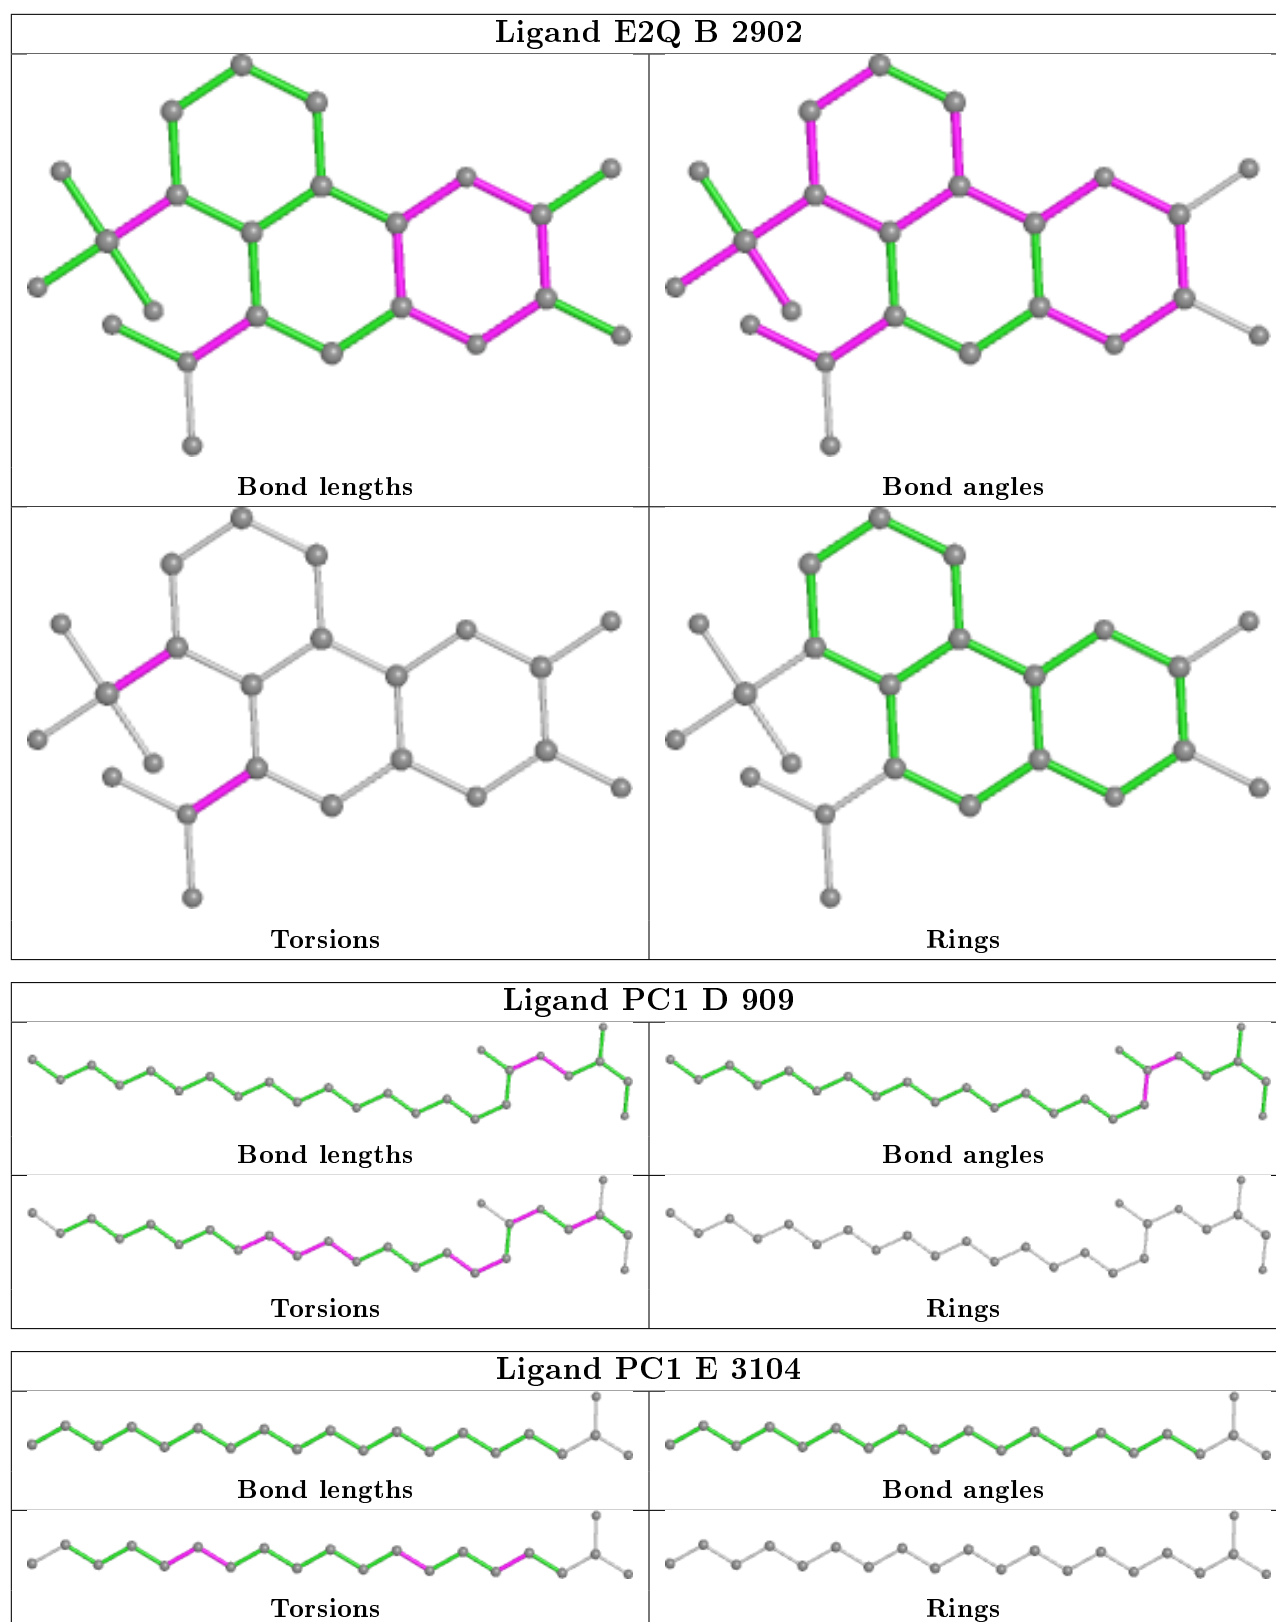 Ligand E2Q B 2902
Bond lengths
Bond angles
Torsions
Rings
Ligand PC1 D 909
Bond lengths
Bond angles
Torsions
Rings
Ligand PC1 E 3104
Bond lengths
Bond angles
Torsions
Rings